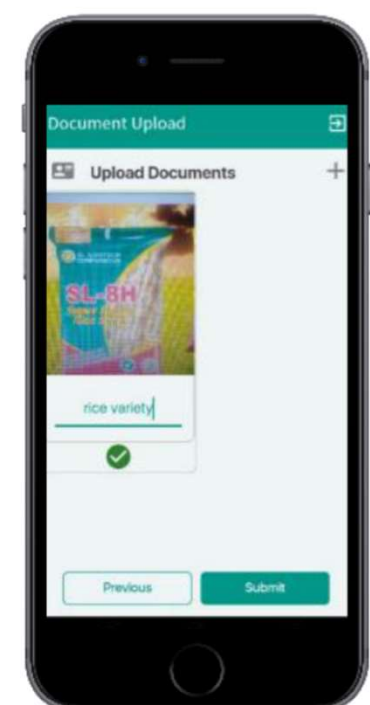 Document Upload
Upload Documents
SL-8H
rice variety
Previous
Submit